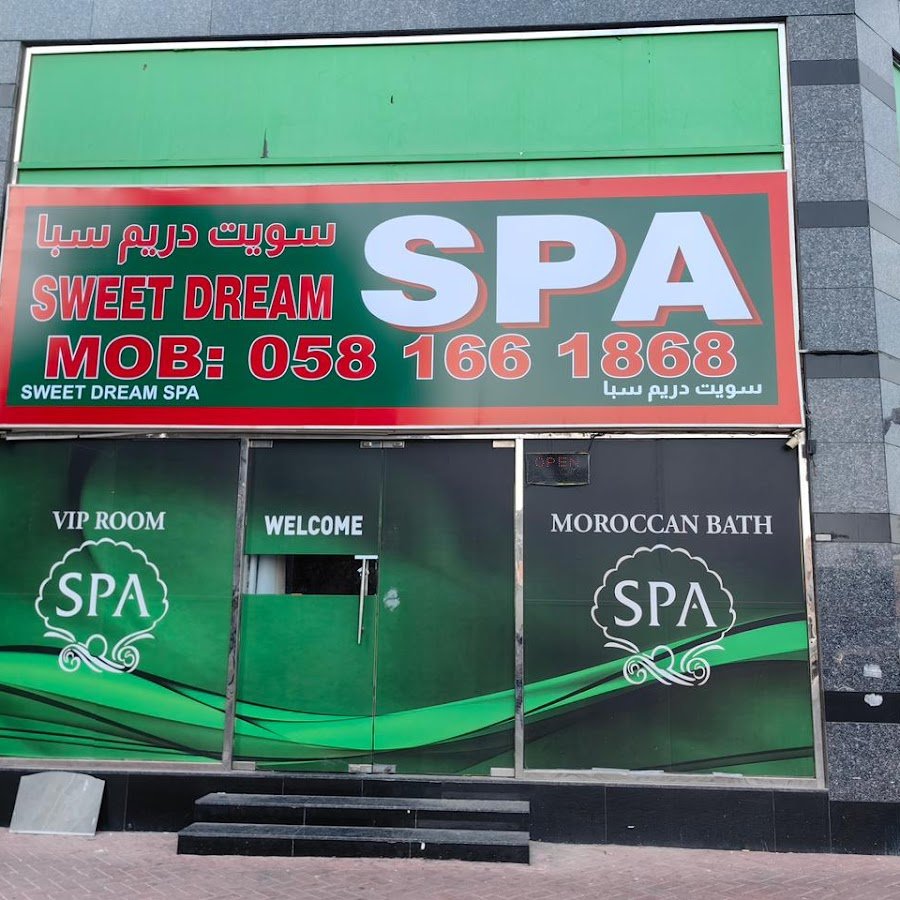 سويت دريم سبا
SWEET DREAM
SPA
MOB: 058 166 1868
SWEET DREAM SPA
سويت دريم سبا
OPEN
VIP ROOM
SPA
WELCOME
MOROCCAN BATH
SPA